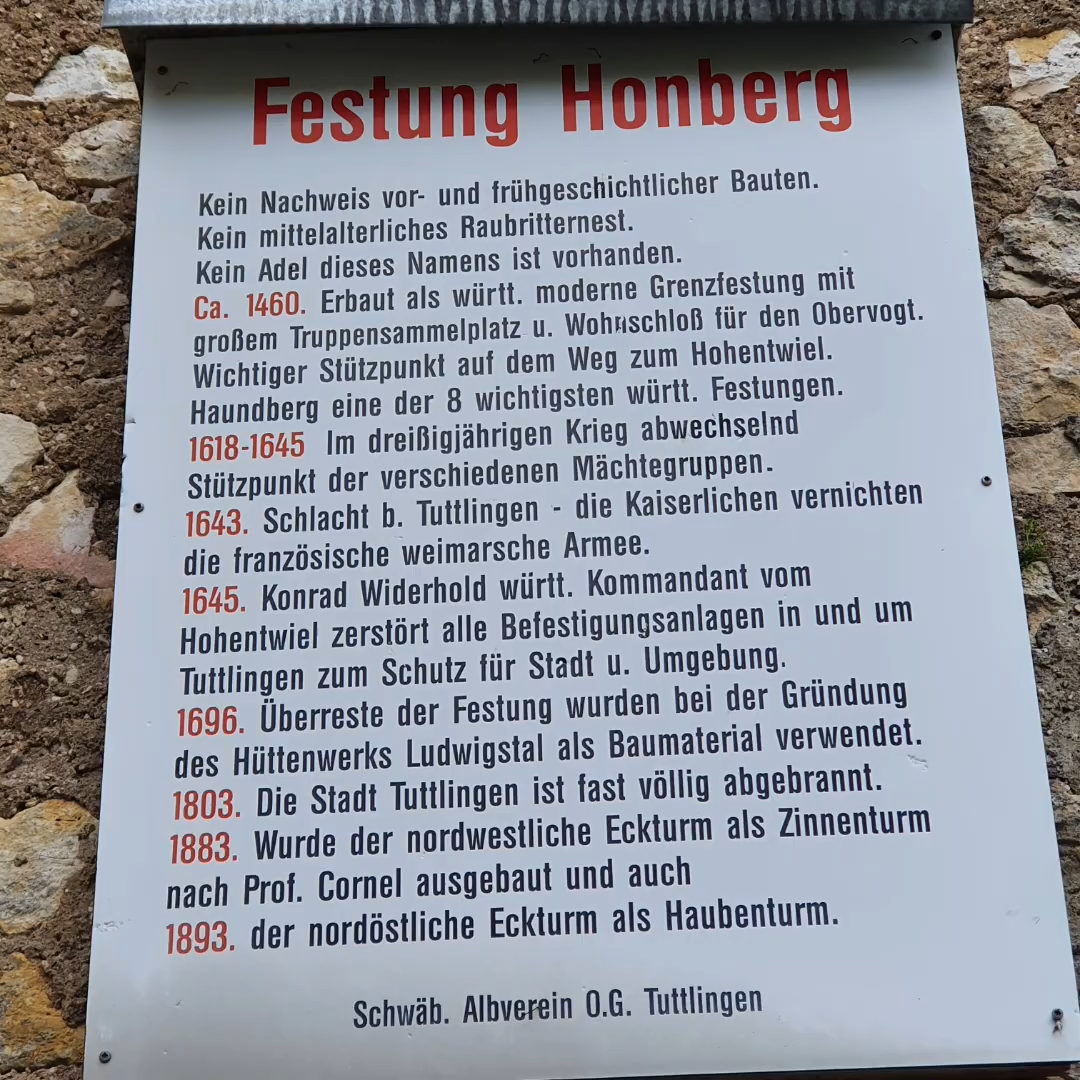 Festung Honberg
Kein Nachweis vor- und frühgeschichtlicher Bauten.
Kein mittelalterliches Raubritternest.
Kein Adel dieses Namens ist vorhanden.
Ca. 1460. Erbaut als württ. moderne Grenzfestung mit
großem Truppensammelplatz u. Wohnschloß für den Obervogt.
Wichtiger Stützpunkt auf dem Weg zum Hohentwiel.
Haundberg eine der 8 wichtigsten württ. Festungen.
1618-1645 Im dreißigjährigen Krieg abwechselnd
Stützpunkt der verschiedenen Mächtegruppen.
1643. Schlacht b. Tuttlingen - die Kaiserlichen vernichten
die französische weimarsche Armee.
1645. Konrad Widerhold württ. Kommandant vom
Hohentwiel zerstört alle Befestigungsanlagen in und um
Tuttlingen zum Schutz für Stadt u. Umgebung.
1696. Überreste der Festung wurden bei der Gründung
des Hüttenwerks Ludwigstal als Baumaterial verwendet.
1803. Die Stadt Tuttlingen ist fast völlig abgebrannt.
1883. Wurde der nordwestliche Eckturm als Zinnenturm
nach Prof. Cornel ausgebaut und auch
1893. der nordöstliche Eckturm als Haubenturm.
Schwäb. Albverein O.G. Tuttlingen